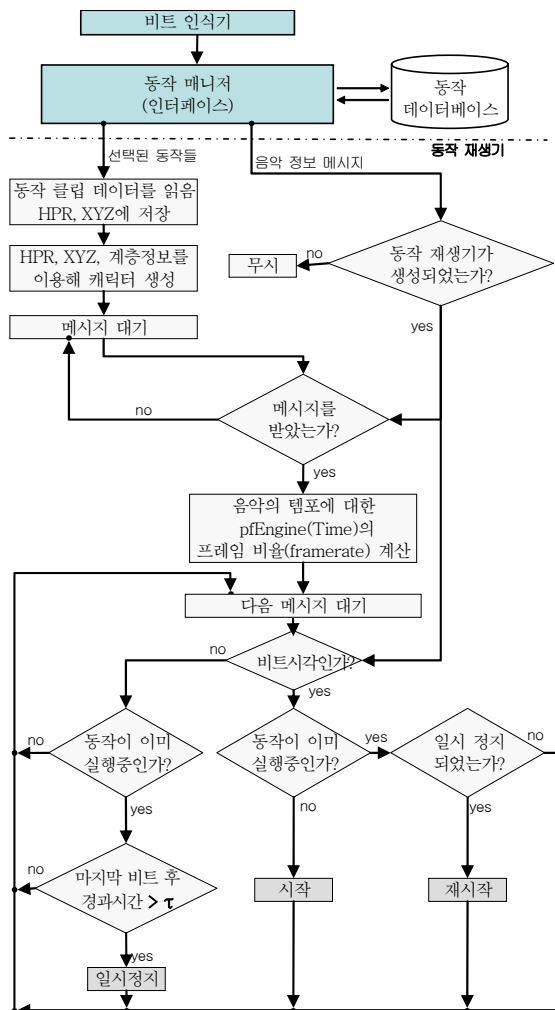 비트 인식기
동작 매니저
(인터페이스)
동작
데이터베이스
동작 재생기
선택된 동작들
음악 정보 메시지
동작 클립 데이터를 읽음
HPR, XYZ에 저장
HPR, XYZ, 계층정보를
이용해 캐릭터 생성
메시지 대기
무시
no
동작 재생기가
생성되었는가?
yes
no
메시지를
받았는가?
yes
음악의 템포에 대한
pfEngine(Time)의
프레임 비율(framerate) 계산
다음 메시지 대기
no
비트시각인가?
yes
no
동작이 이미
실행중인가?
yes
동작이 이미
실행중인가?
yes
no
일시 정지
되었는가?
no
yes
no
마지막 비트 후
경과시간 > τ
yes
일시정지
시작
재시작